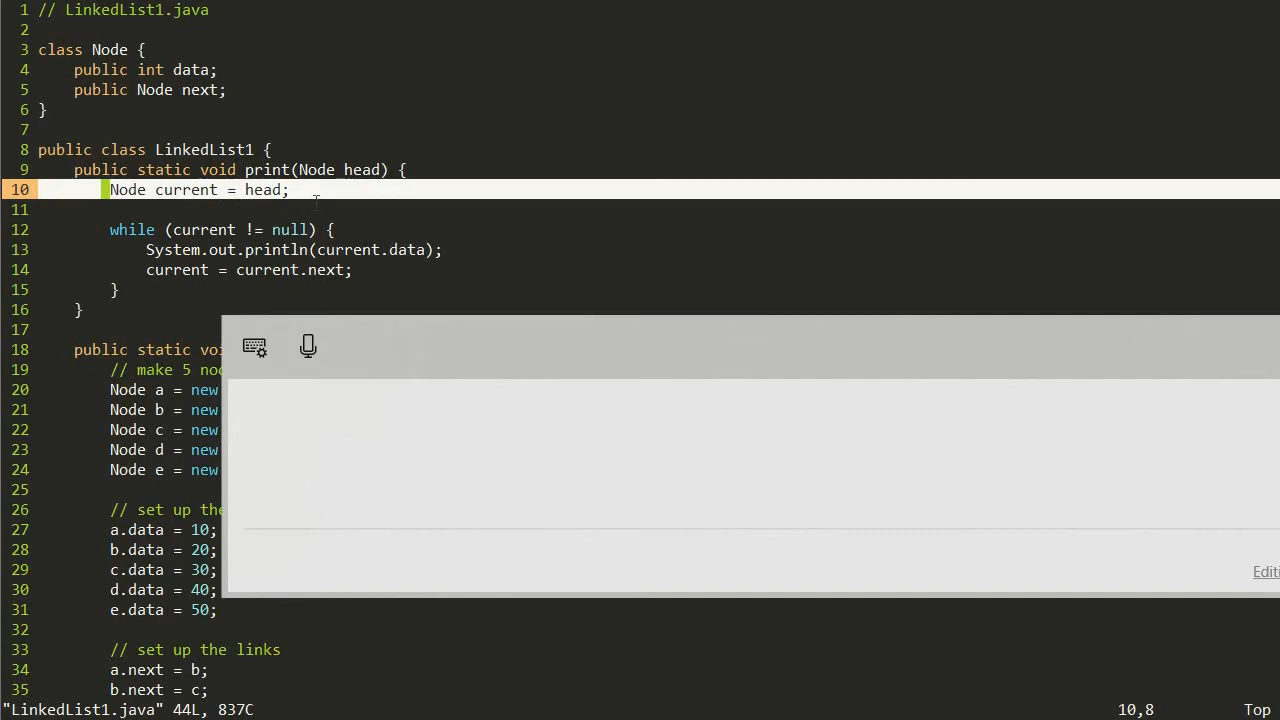 1 // LinkedList1.java
2
3 class Node {
4     public int data;
5     public Node next;
6 }
7
8 public class LinkedList1 {
9     public static void print(Node head) {
10         Node current = head;
11
12         while (current != null) {
13             System.out.println(current.data);
14             current = current.next;
15         }
16     }
17
18     public static voi
19         // make 5 nod
20         Node a = new
21         Node b = new
22         Node c = new
23         Node d = new
24         Node e = new
25
26         // set up the
27         a.data = 10;
28         b.data = 20;
29         c.data = 30;
30         d.data = 40;
Editi
31         e.data = 50;
32
33         // set up the links
34         a.next = b;
35         b.next = c;
"LinkedList1.java" 44L, 837C 10,8 Top